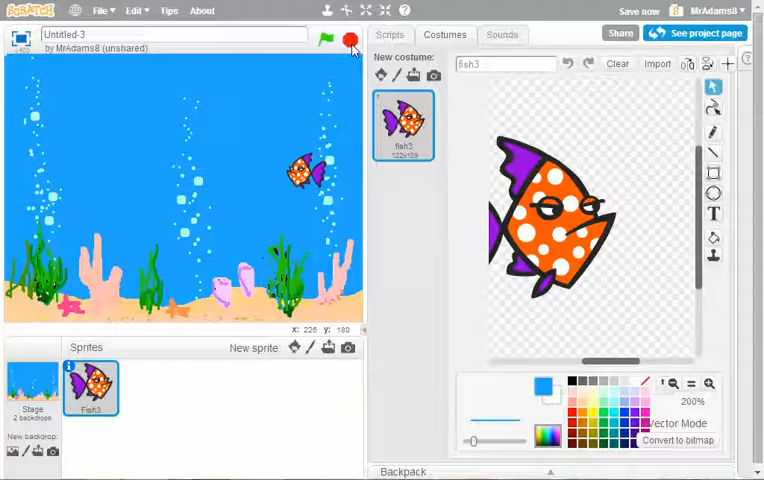 SCRATCH File Edit Tips About Save now MrAdams8
Untitled-3
by MrAdams8 (unshared)
v403
Scripts Costumes Sounds Share See project page
New costume:
fish3 Clear Import
1
fish3
122x109
T
x: 225 y: 180
Sprites New sprite:
Stage
2 backdrops
Fish3
New backdrop:
200%
Vector Mode
Convert to bitmap
Backpack